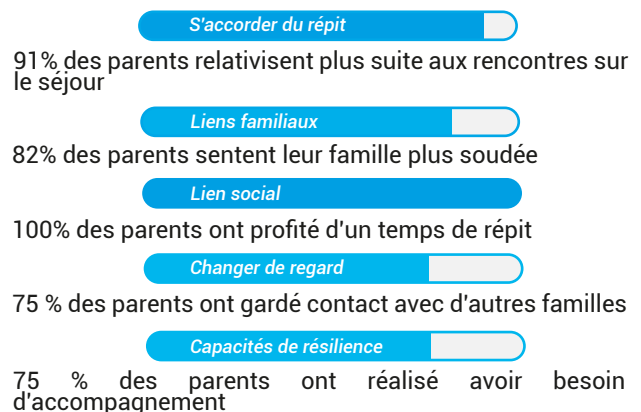 S'accorder du répit
91% des parents relativisent plus suite aux rencontres sur
le séjour
Liens familiaux
82% des parents sentent leur famille plus soudée
Lien social
100% des parents ont profité d'un temps de répit
Changer de regard
75 % des parents ont gardé contact avec d'autres familles
Capacités de résilience
75 % des parents ont réalisé avoir besoin
d'accompagnement